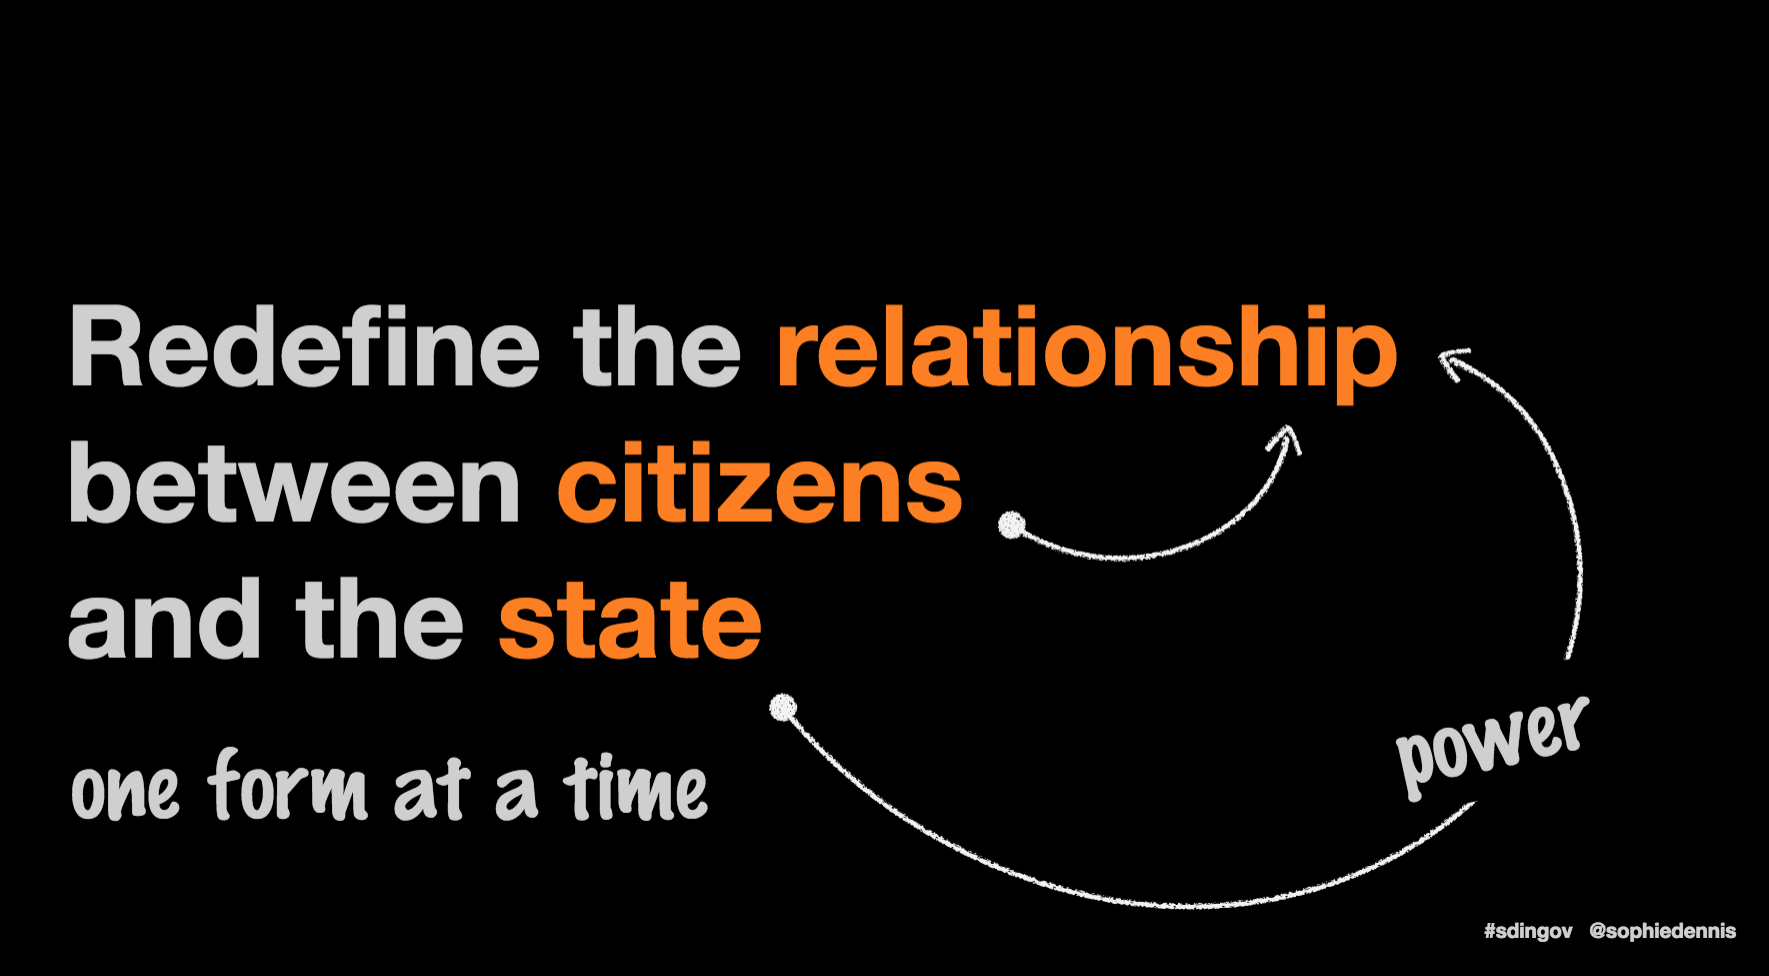 Redefine the relationship
between citizens
and the state
one form at a time
power
#sdingov @sophiedennis